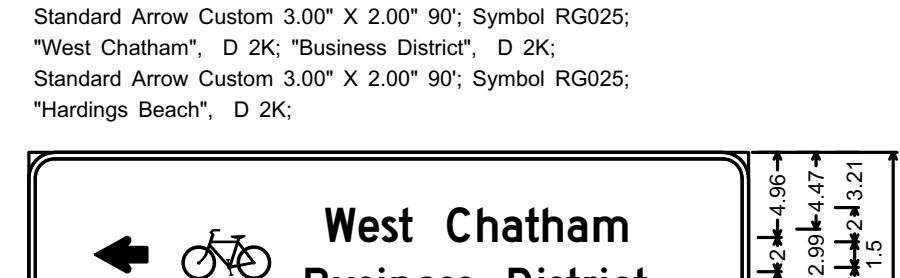 Standard Arrow Custom 3.00" X 2.00" 90'; Symbol RG025;
"West Chatham", D 2K; "Business District", D 2K;
Standard Arrow Custom 3.00" X 2.00" 90'; Symbol RG025;
"Hardings Beach", D 2K;
West Chatham
Business District
2 4.96
2.99 4.47
2 3.21
1.5